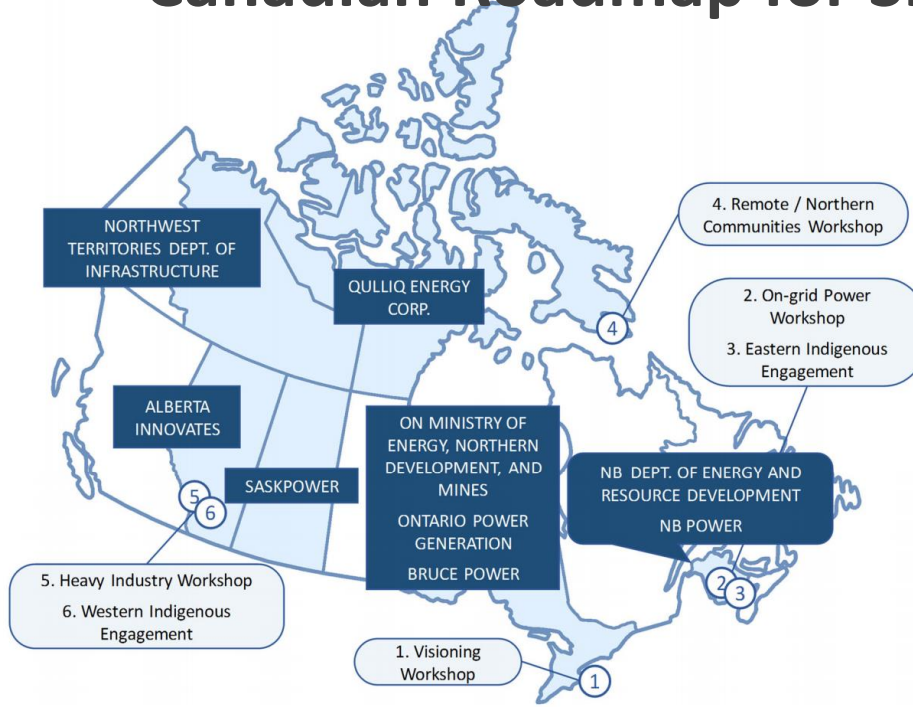 Canadian Roadmap for
NORTHWEST
TERRITORIES DEPT. OF
INFRASTRUCTURE
QULLIQ ENERGY
CORP.
4. Remote / Northern
Communities Workshop
4
2. On-grid Power
Workshop
3. Eastern Indigenous
Engagement
ALBERTA
INNOVATES
SASKPOWER
ON MINISTRY OF
ENERGY, NORTHERN
DEVELOPMENT, AND
MINES
ONTARIO POWER
GENERATION
BRUCE POWER
NB DEPT. OF ENERGY AND
RESOURCE DEVELOPMENT
NB POWER
5
6
2
3
5. Heavy Industry Workshop
6. Western Indigenous
Engagement
1. Visioning
Workshop
1